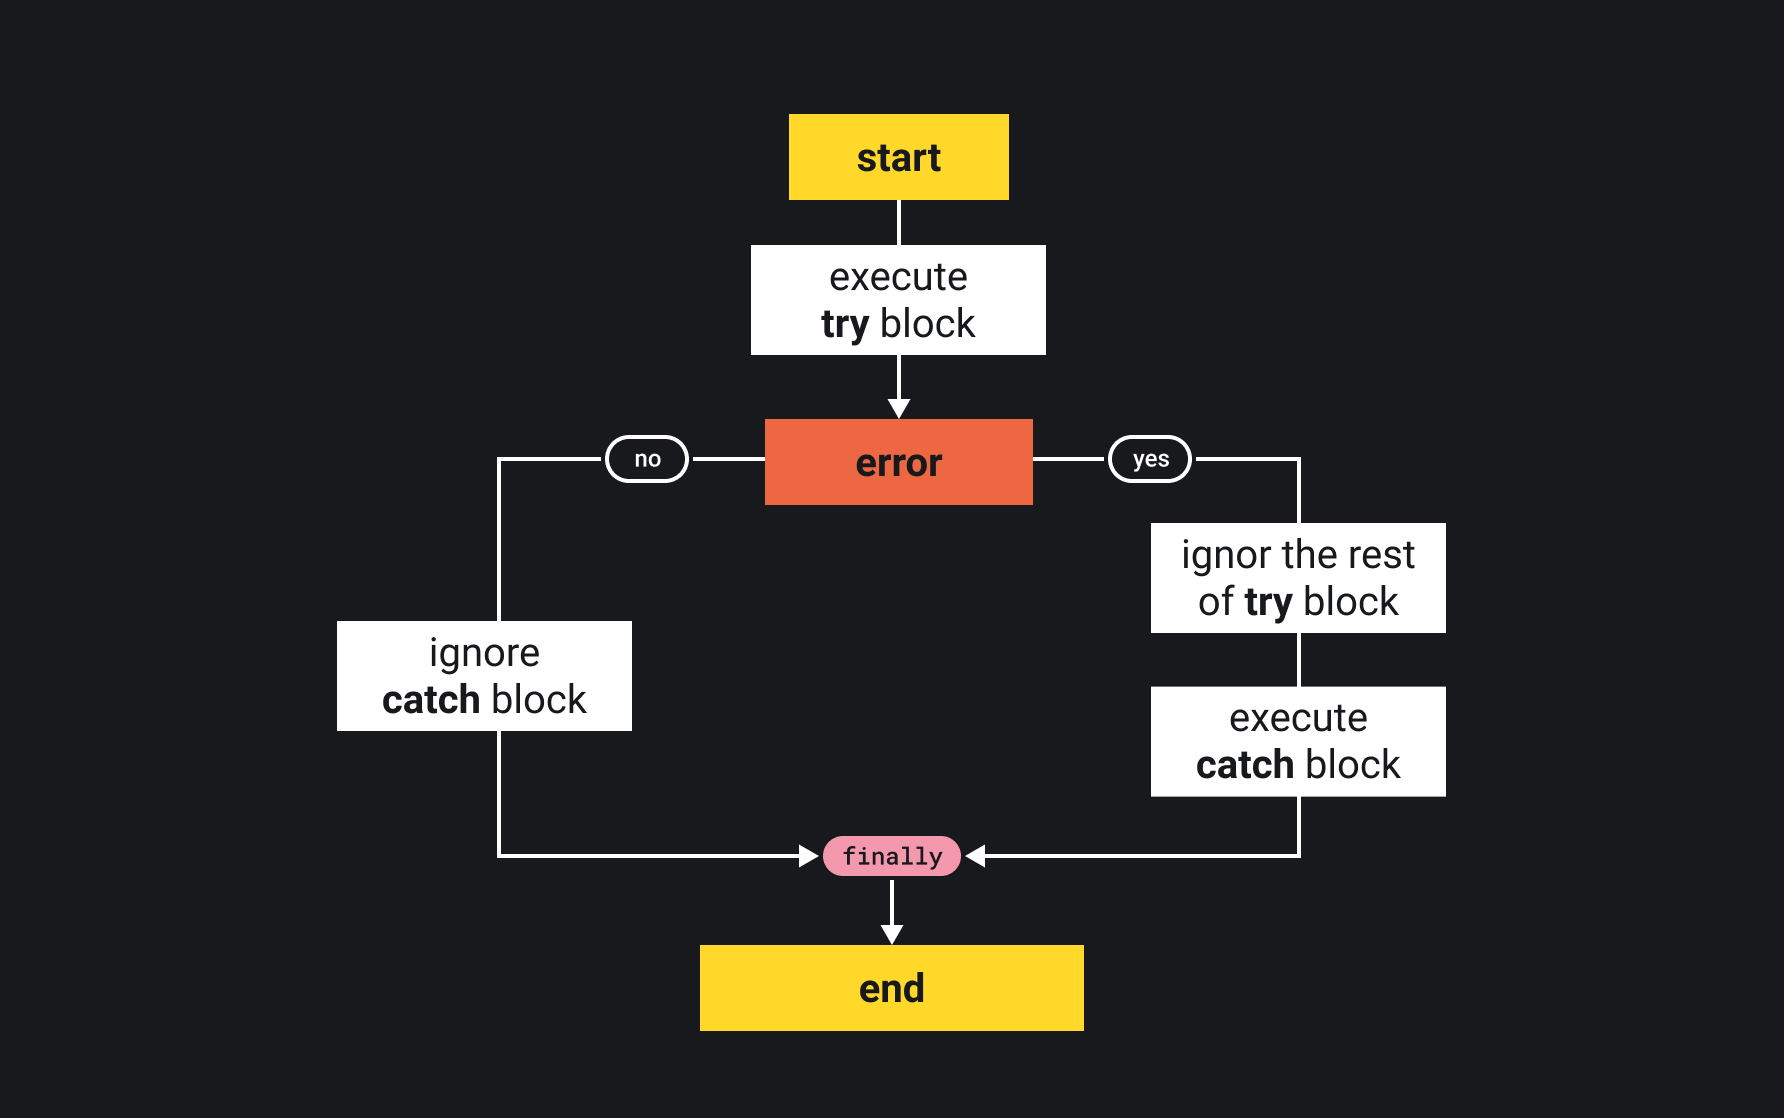 start
execute
try block
error
no
yes
ignor the rest
of try block
ignore
catch block
execute
catch block
finally
end